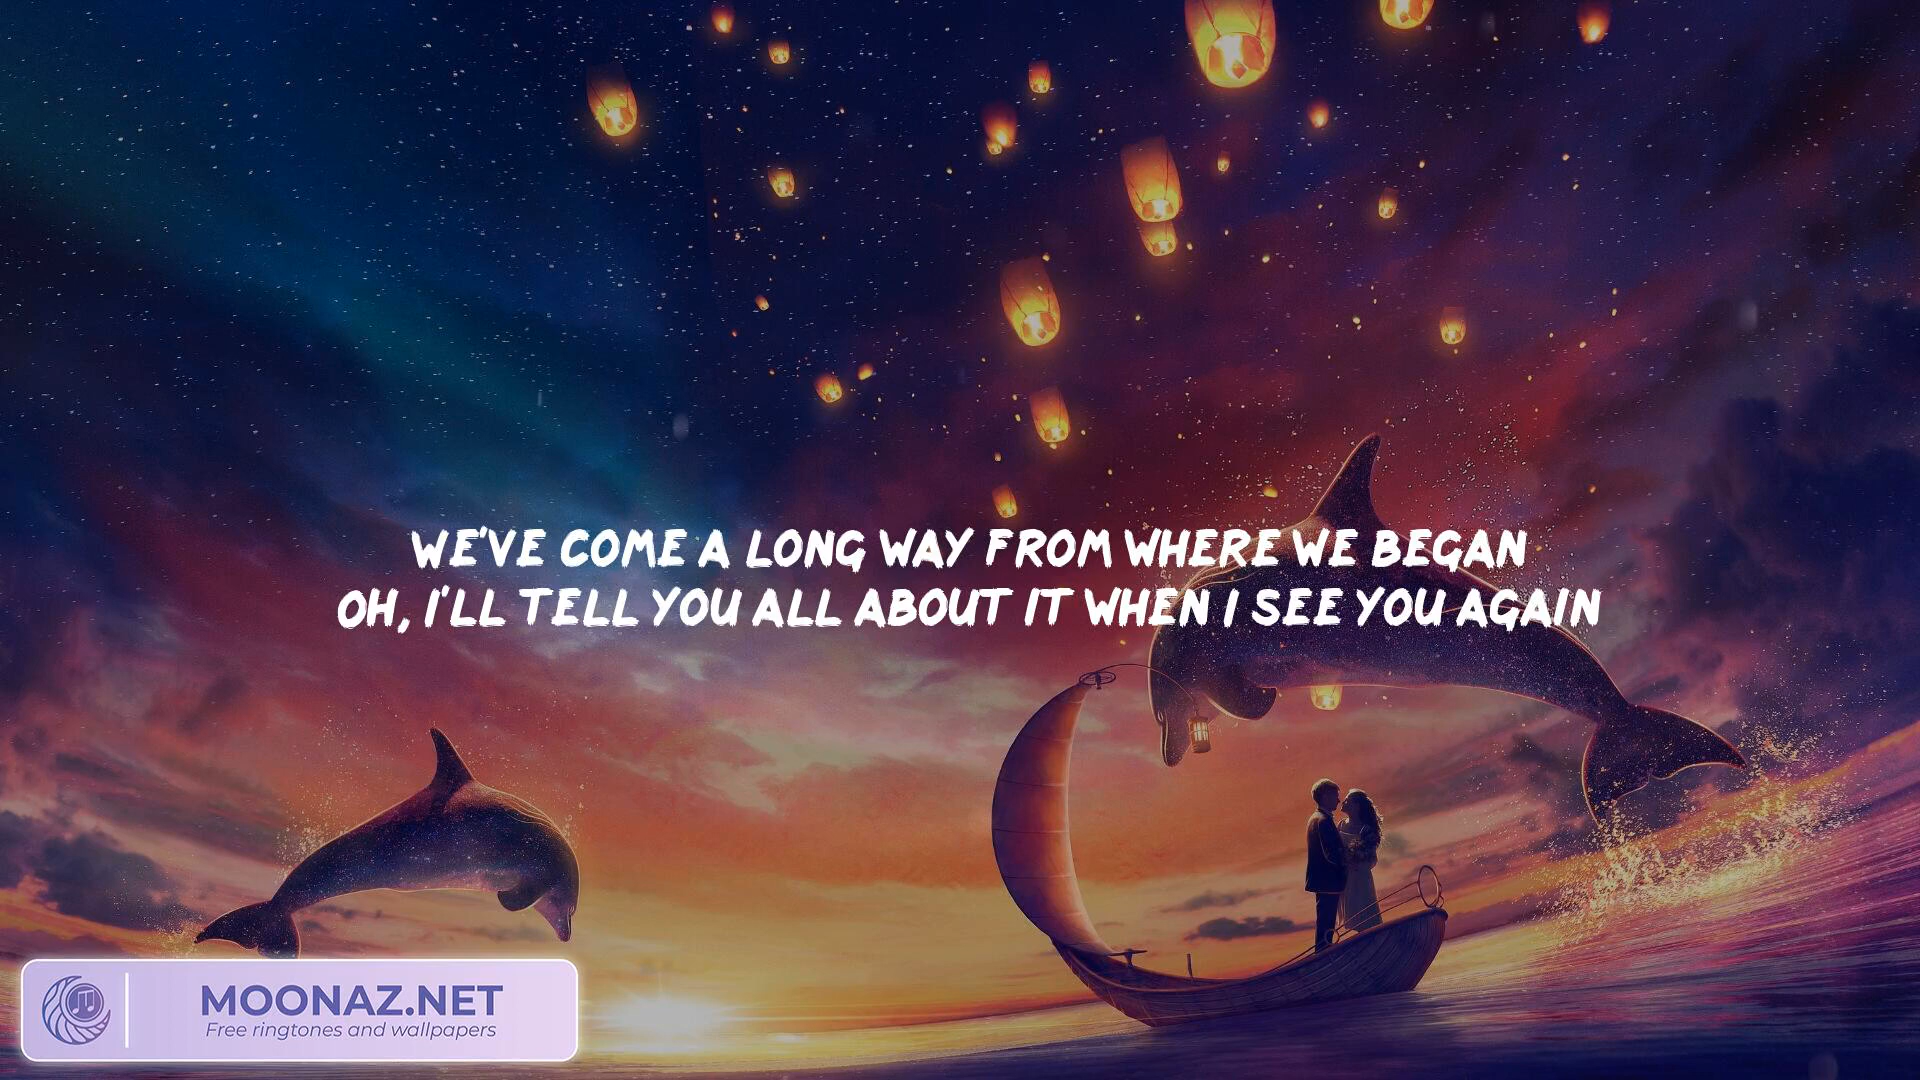 WE'VE COME A LONG WAY FROM WHERE WE BEGAN
OH, I'LL TELL YOU ALL ABOUT IT WHEN I SEE YOU AGAIN
MOONAZ.NET
Free ringtones and wallpapers